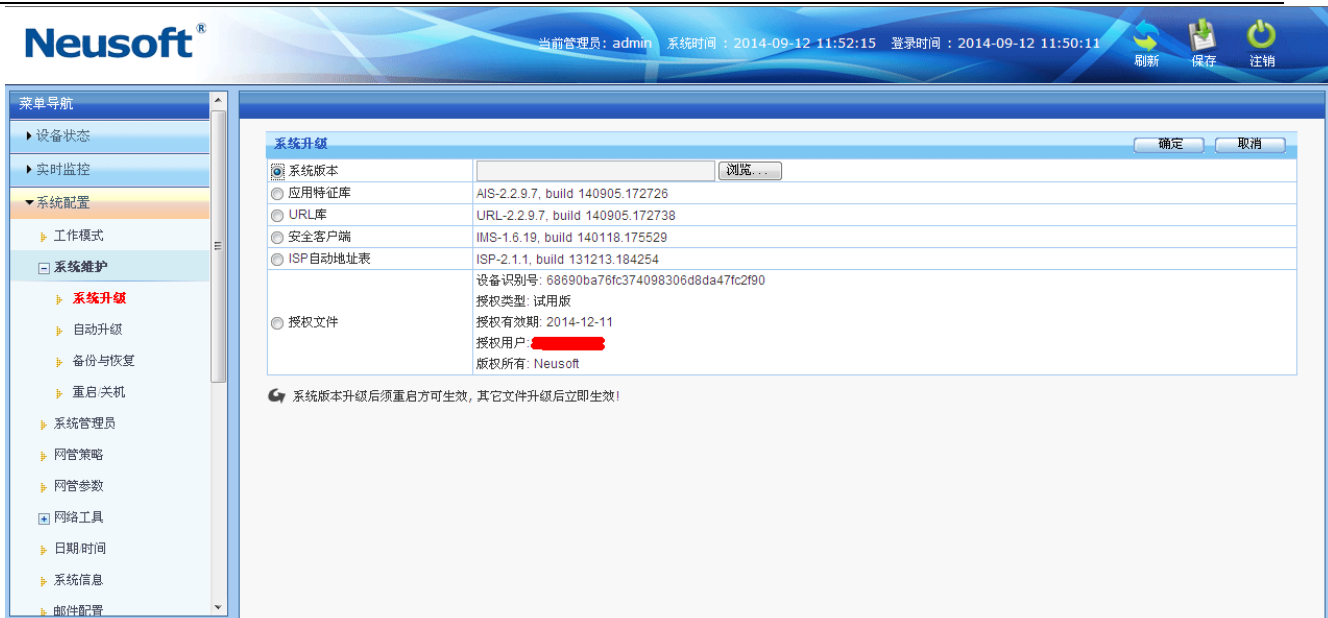 Neusoft®
当前管理员: admin 系统时间 : 2014-09-12 11:52:15 登录时间 : 2014-09-12 11:50:11
刷新 保存 注销
菜单导航
设备状态
实时监控
系统配置
工作模式
系统维护
系统升级
自动升级
备份与恢复
重启/关机
系统管理员
网管策略
网管参数
网络工具
日期/时间
系统信息
邮件配置
系统升级 确定 取消
系统版本 浏览...
应用特征库 AIS-2.2.9.7, build 140905.172726
URL库 URL-2.2.9.7, build 140905.172738
安全客户端 IMS-1.6.19, build 140118.175529
ISP自动地址表 ISP-2.1.1, build 131213.184254
授权文件
设备识别号: 68690ba76fc374098306d8da47fc2f90
授权类型: 试用版
授权有效期: 2014-12-11
授权用户:
版权所有: Neusoft
系统版本升级后须重启方可生效, 其它文件升级后立即生效!